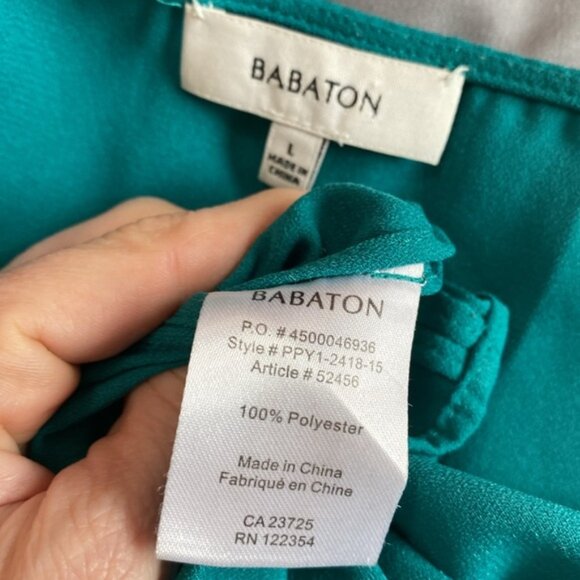 BABATON
L
MADE IN
CHINA
BABATON
P.O. # 4500046936
Style # PPY1-2418-15
Article # 52456
100% Polyester
Made in China
Fabriqué en Chine
CA 23725
RN 122354